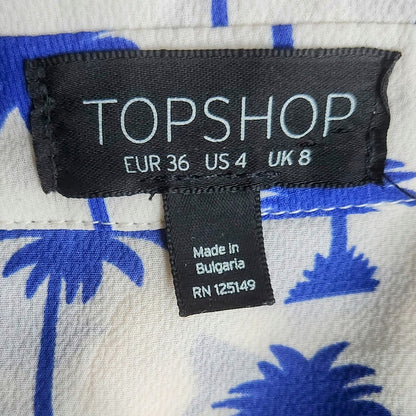 TOPSHOP
EUR 36 US 4 UK 8
Made in
Bulgaria
RN 125149